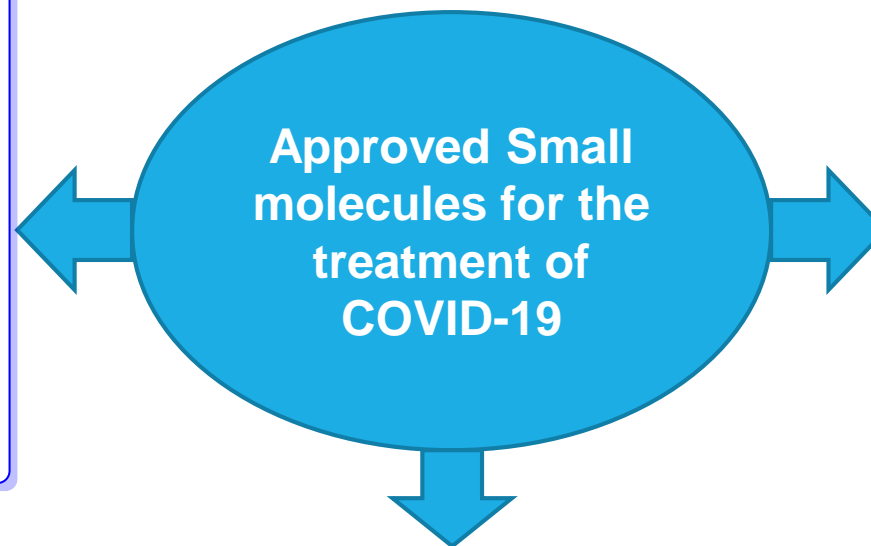 Approved Small
molecules for the
treatment of
COVID-19